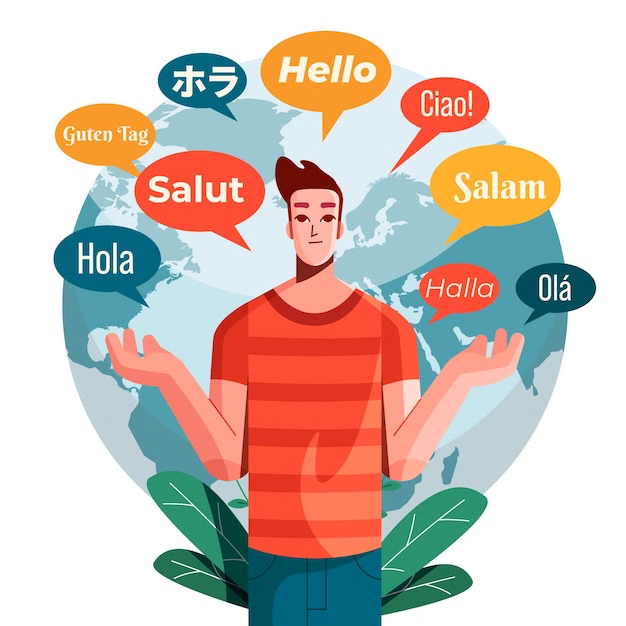 Hello
ホラ
Ciao!
Guten Tag
Salut
Salam
Hola
Halla
Olá